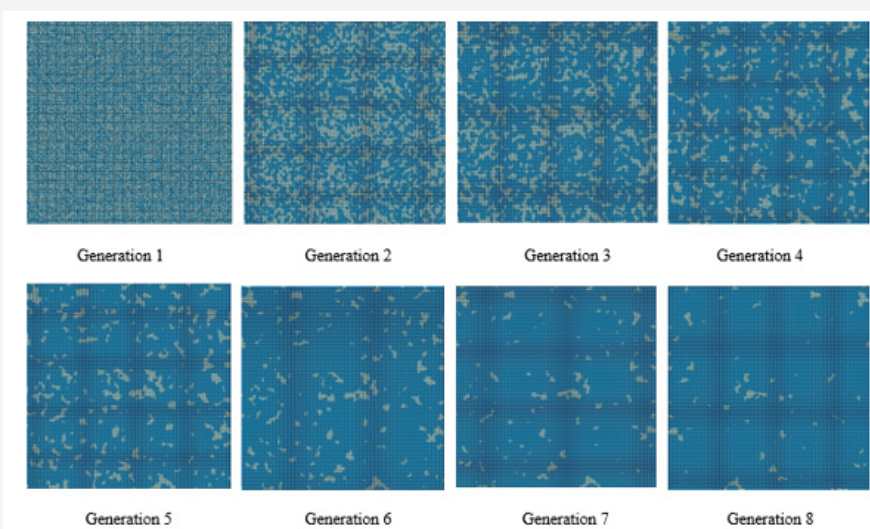 Generation 1
Generation 2
Generation 3
Generation 4
Generation 5
Generation 6
Generation 7
Generation 8